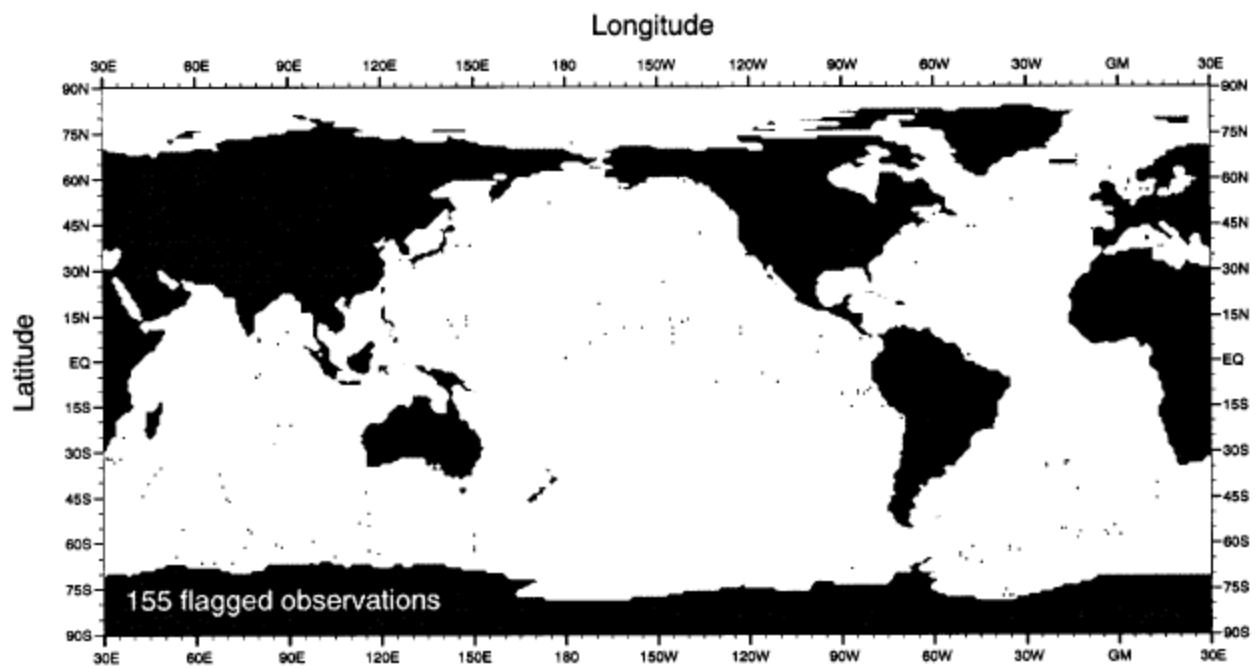 Longitude
30E 60E 90E 120E 150E 180 150W 120W 90W 60W 30W GM 30E
90N 90N
75N 75N
60N 60N
45N 45N
30N 30N
15N 15N
Latitude
EQ EQ
15S 15S
30S 30S
45S 45S
60S 60S
75S 75S
155 flagged observations
90S 90S
30E 60E 90E 120E 150E 180 150W 120W 90W 60W 30W GM 30E